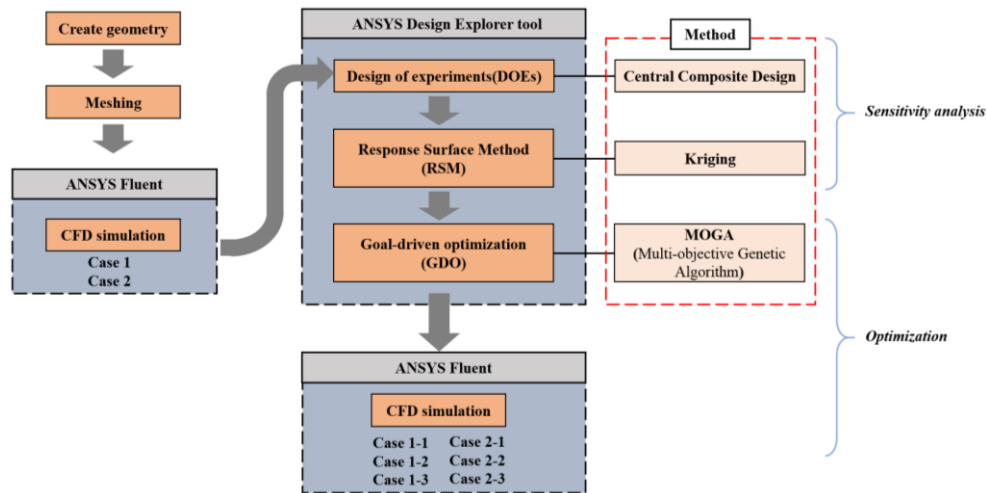 Create geometry
Meshing
ANSYS Fluent
CFD simulation
Case 1
Case 2
ANSYS Design Explorer tool
Design of experiments(DOEs)
Response Surface Method
(RSM)
Goal-driven optimization
(GDO)
Method
Central Composite Design
Kriging
MOGA
(Multi-objective Genetic
Algorithm)
Sensitivity analysis
Optimization
ANSYS Fluent
CFD simulation
Case 1-1 Case 2-1
Case 1-2 Case 2-2
Case 1-3 Case 2-3